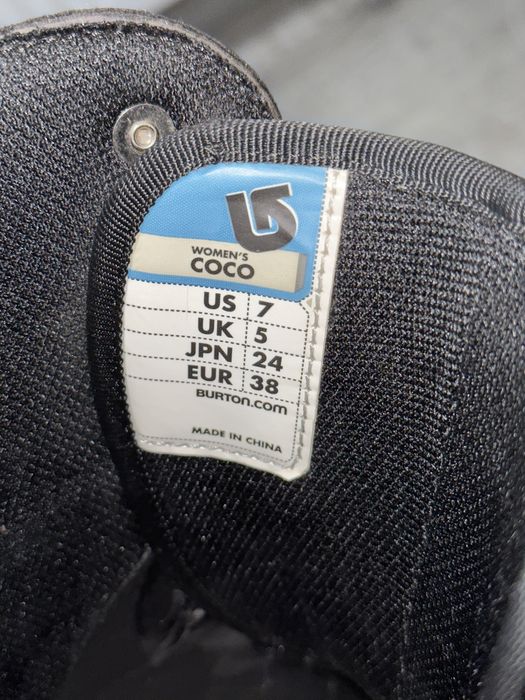 WOMEN'S
COCO
US 7
UK 5
JPN 24
EUR 38
BURTON.COM
MADE IN CHINA